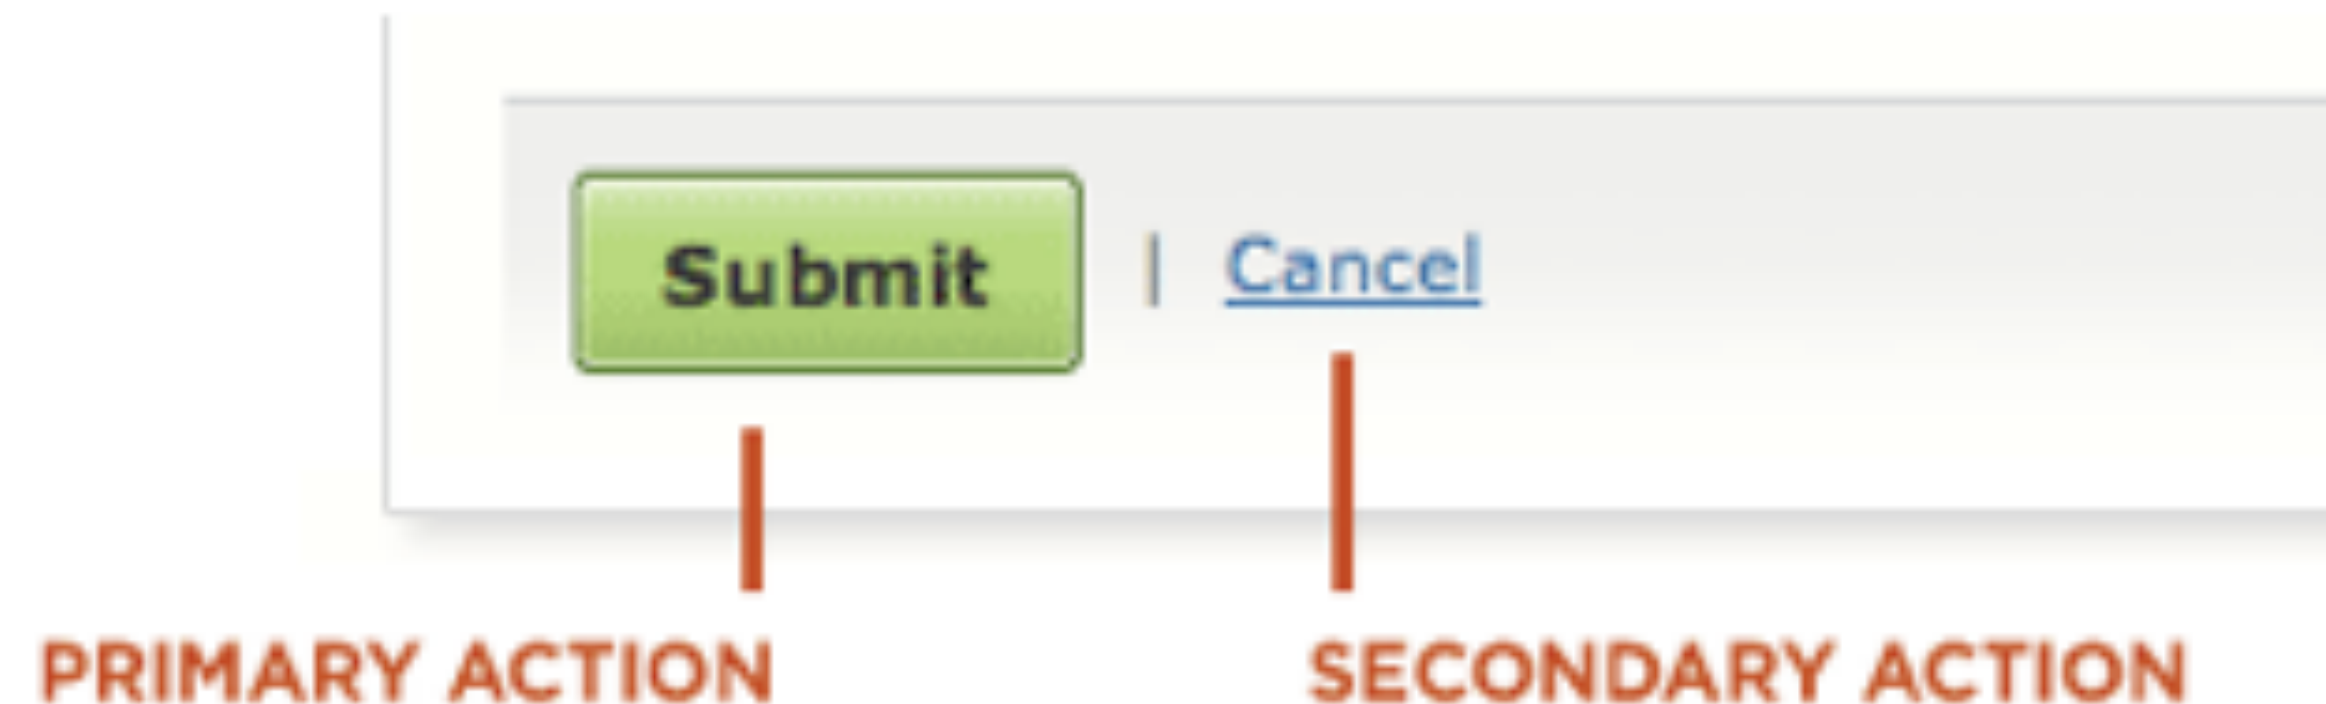 Submit | Cancel
PRIMARY ACTION SECONDARY ACTION